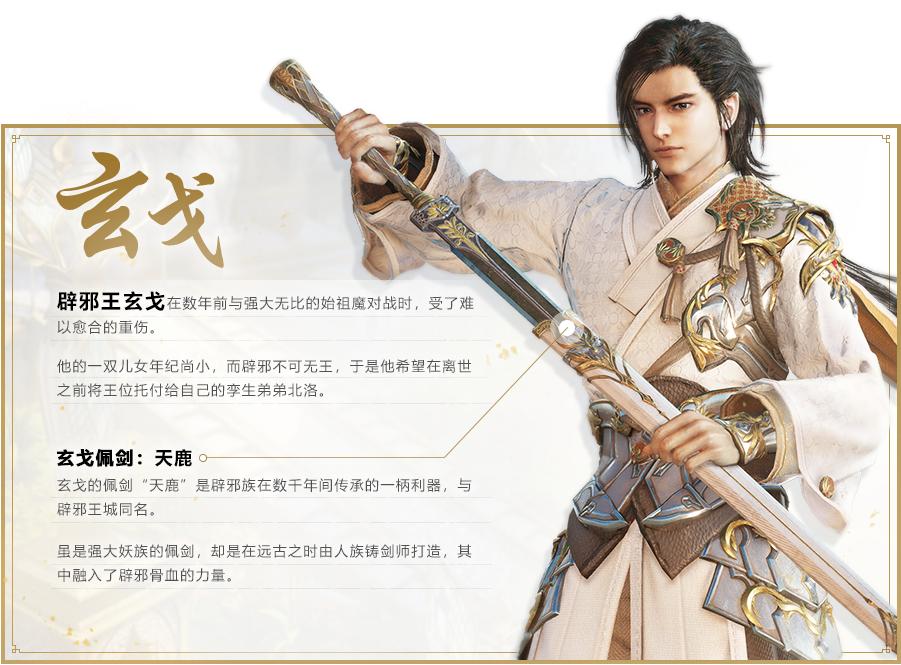 玄戈
辟邪王玄戈在数年前与强大无比的始祖魔对战时，受了难
以愈合的重伤。
他的一双儿女年纪尚小，而辟邪不可无王，于是他希望在离世
之前将王位托付给自己的孪生弟弟北洛。
玄戈佩剑：天鹿
玄戈的佩剑“天鹿”是辟邪族在数千年间传承的一柄利器，与
辟邪王城同名。
虽是强大妖族的佩剑，却是在远古之时由人族铸剑师打造，其
中融入了辟邪骨血的力量。